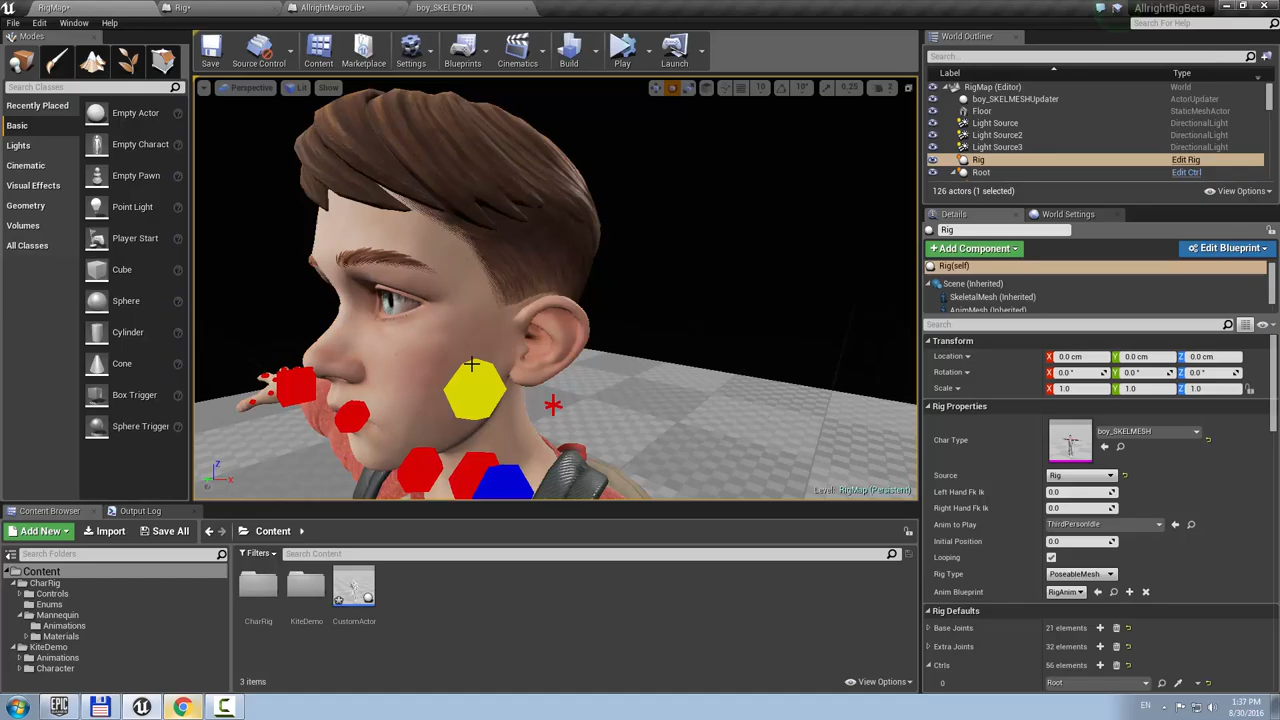 RigMap*
Rig*
AllrightMacroLib*
boy_SKELETON
AllrightRigBeta
File Edit Window Help
Search For Help
Modes
Search Classes
Recently Placed
Basic
Lights
Cinematic
Visual Effects
Geometry
Volumes
All Classes
Empty Actor
Empty Charact
Empty Pawn
Point Light
Player Start
Cube
Sphere
Cylinder
Cone
Box Trigger
Sphere Trigger
Save
Source Control
Content
Marketplace
Settings
Blueprints
Cinematics
Build
Play
Launch
Perspective
Lit
Show
10
10°
0.25
2
Level: RigMap (Persistent)
World Outliner
Search...
Label
Type
RigMap (Editor) World
boy_SKELMESHUpdater ActorUpdater
Floor StaticMeshActor
Light Source DirectionalLight
Light Source2 DirectionalLight
Light Source3 DirectionalLight
Rig Edit Rig
Root Edit Ctrl
126 actors (1 selected)
View Options
Details
World Settings
Rig
+Add Component
Edit Blueprint
Rig(self)
Scene (Inherited)
SkeletalMesh (Inherited)
AnimMesh (Inherited)
Search
Transform
Location X 0.0 cm Y 0.0 cm Z 0.0 cm
Rotation X 0.0 ° Y 0.0 ° Z 0.0 °
Scale X 1.0 Y 1.0 Z 1.0
Rig Properties
Char Type boy_SKELMESH
Source Rig
Left Hand Fk Ik 0.0
Right Hand Fk Ik 0.0
Anim to Play ThirdPersonIdle
Initial Position 0.0
Looping
Rig Type PoseableMesh
Anim Blueprint RigAnim
Rig Defaults
Base Joints 21 elements
Extra Joints 32 elements
Ctrls 56 elements
0 Root
Content Browser
Output Log
Add New
Import
Save All
Content
Search Folders
Filters
Search Content
Content
CharRig
Controls
Enums
Mannequin
Animations
Materials
KiteDemo
Animations
Character
CharRig
KiteDemo
CustomActor
3 items
View Options
EPIC
GAMES
EN
1:37 PM
8/30/2016